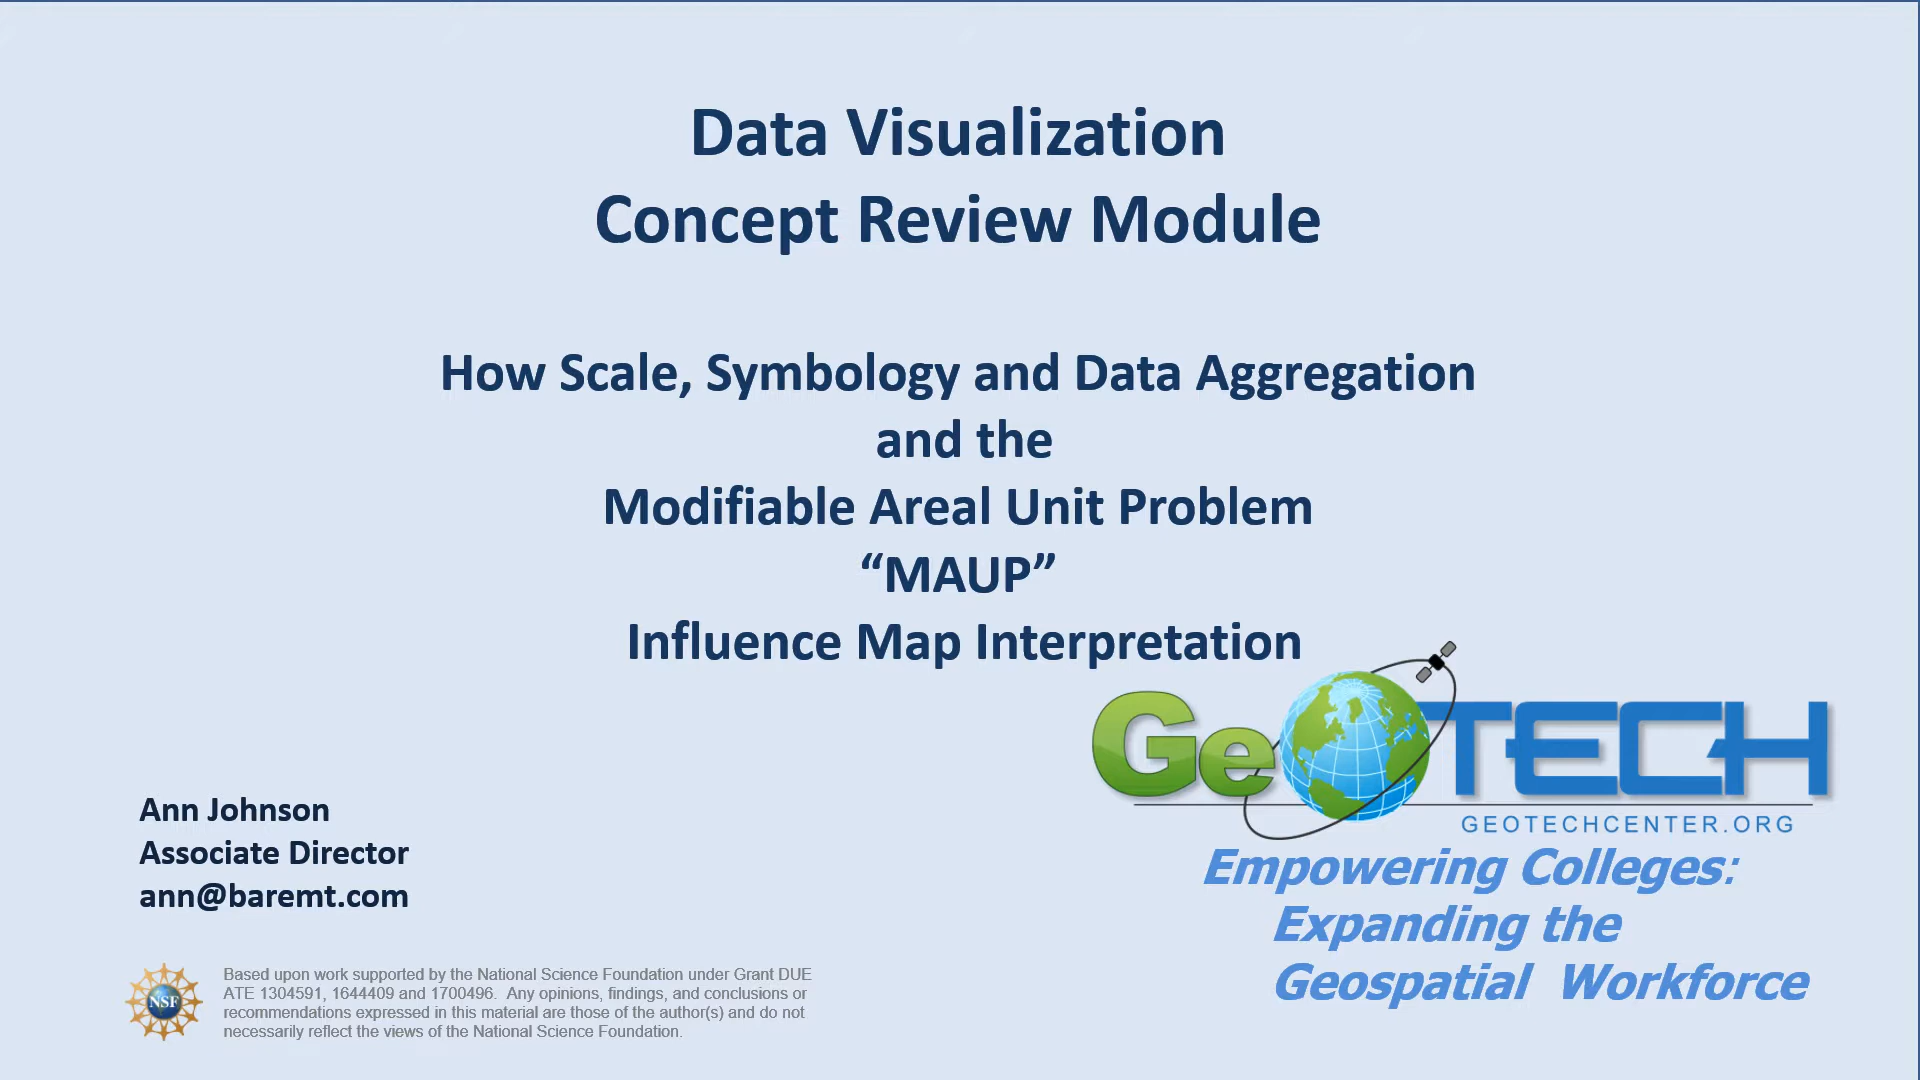 Data Visualization
Concept Review Module
How Scale, Symbology and Data Aggregation
and the
Modifiable Areal Unit Problem
“MAUP”
Influence Map Interpretation
GeoTECH
GEOTECHCENTER.ORG
Empowering Colleges:
Expanding the
Geospatial Workforce
Ann Johnson
Associate Director
ann@baremt.com
NSF
Based upon work supported by the National Science Foundation under Grant DUE
ATE 1304591, 1644409 and 1700496. Any opinions, findings, and conclusions or
recommendations expressed in this material are those of the author(s) and do not
necessarily reflect the views of the National Science Foundation.